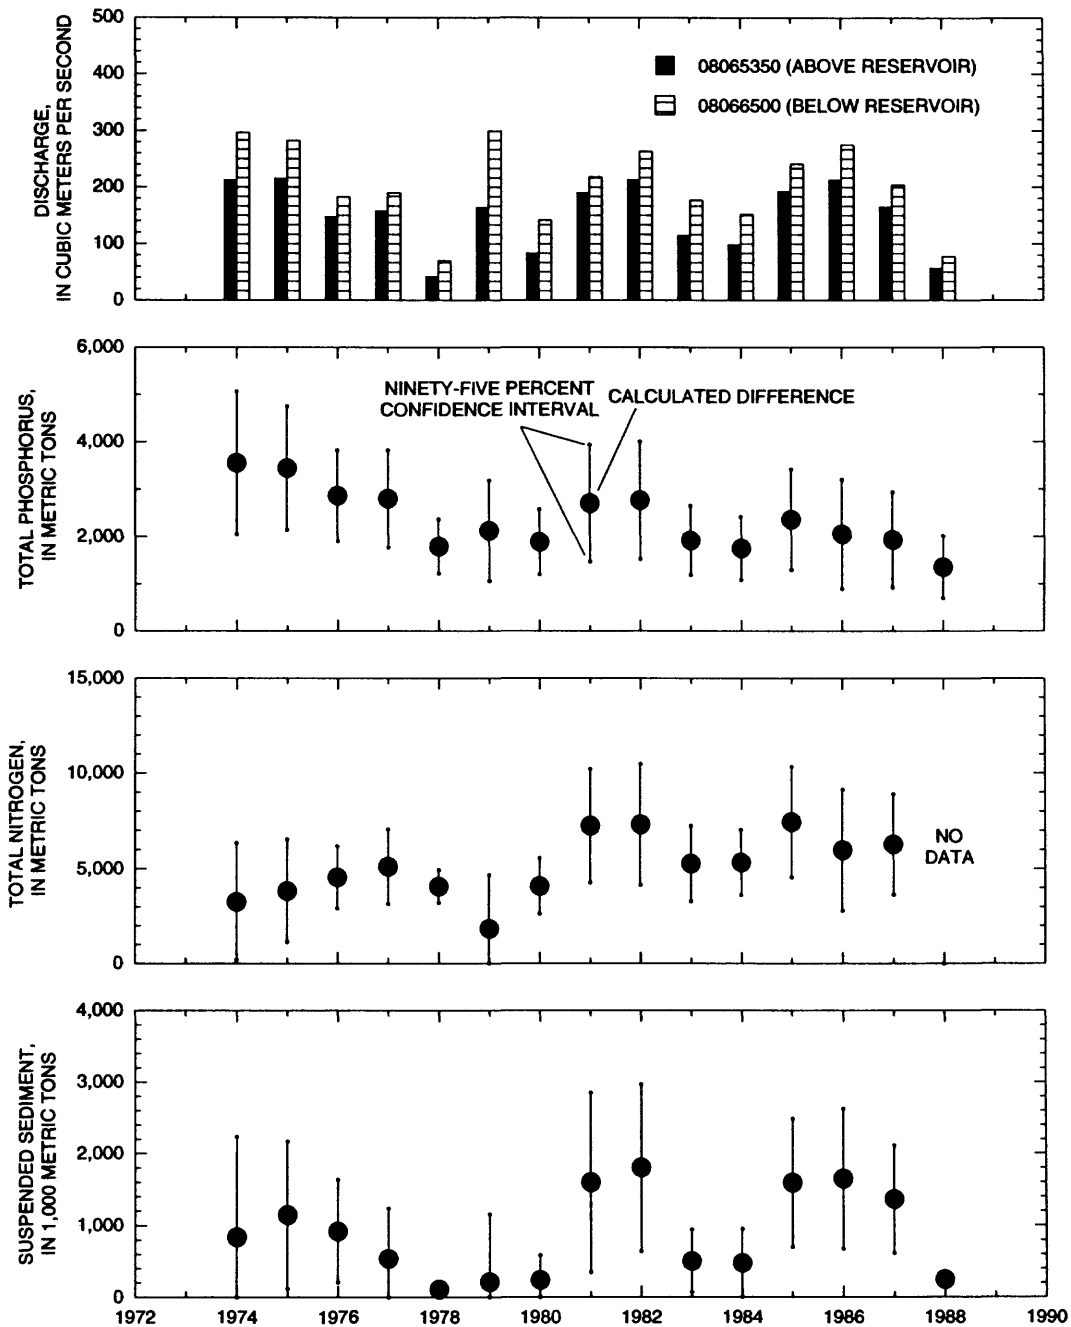 DISCHARGE,
IN CUBIC METERS PER SECOND
500
400
300
200
100
0
08065350 (ABOVE RESERVOIR)
08066500 (BELOW RESERVOIR)
TOTAL PHOSPHORUS,
IN METRIC TONS
6,000
4,000
2,000
0
NINETY-FIVE PERCENT
CONFIDENCE INTERVAL
CALCULATED DIFFERENCE
TOTAL NITROGEN,
IN METRIC TONS
15,000
10,000
5,000
0
NO
DATA
SUSPENDED SEDIMENT,
IN 1,000 METRIC TONS
4,000
3,000
2,000
1,000
0
1972 1974 1976 1978 1980 1982 1984 1986 1988 1990